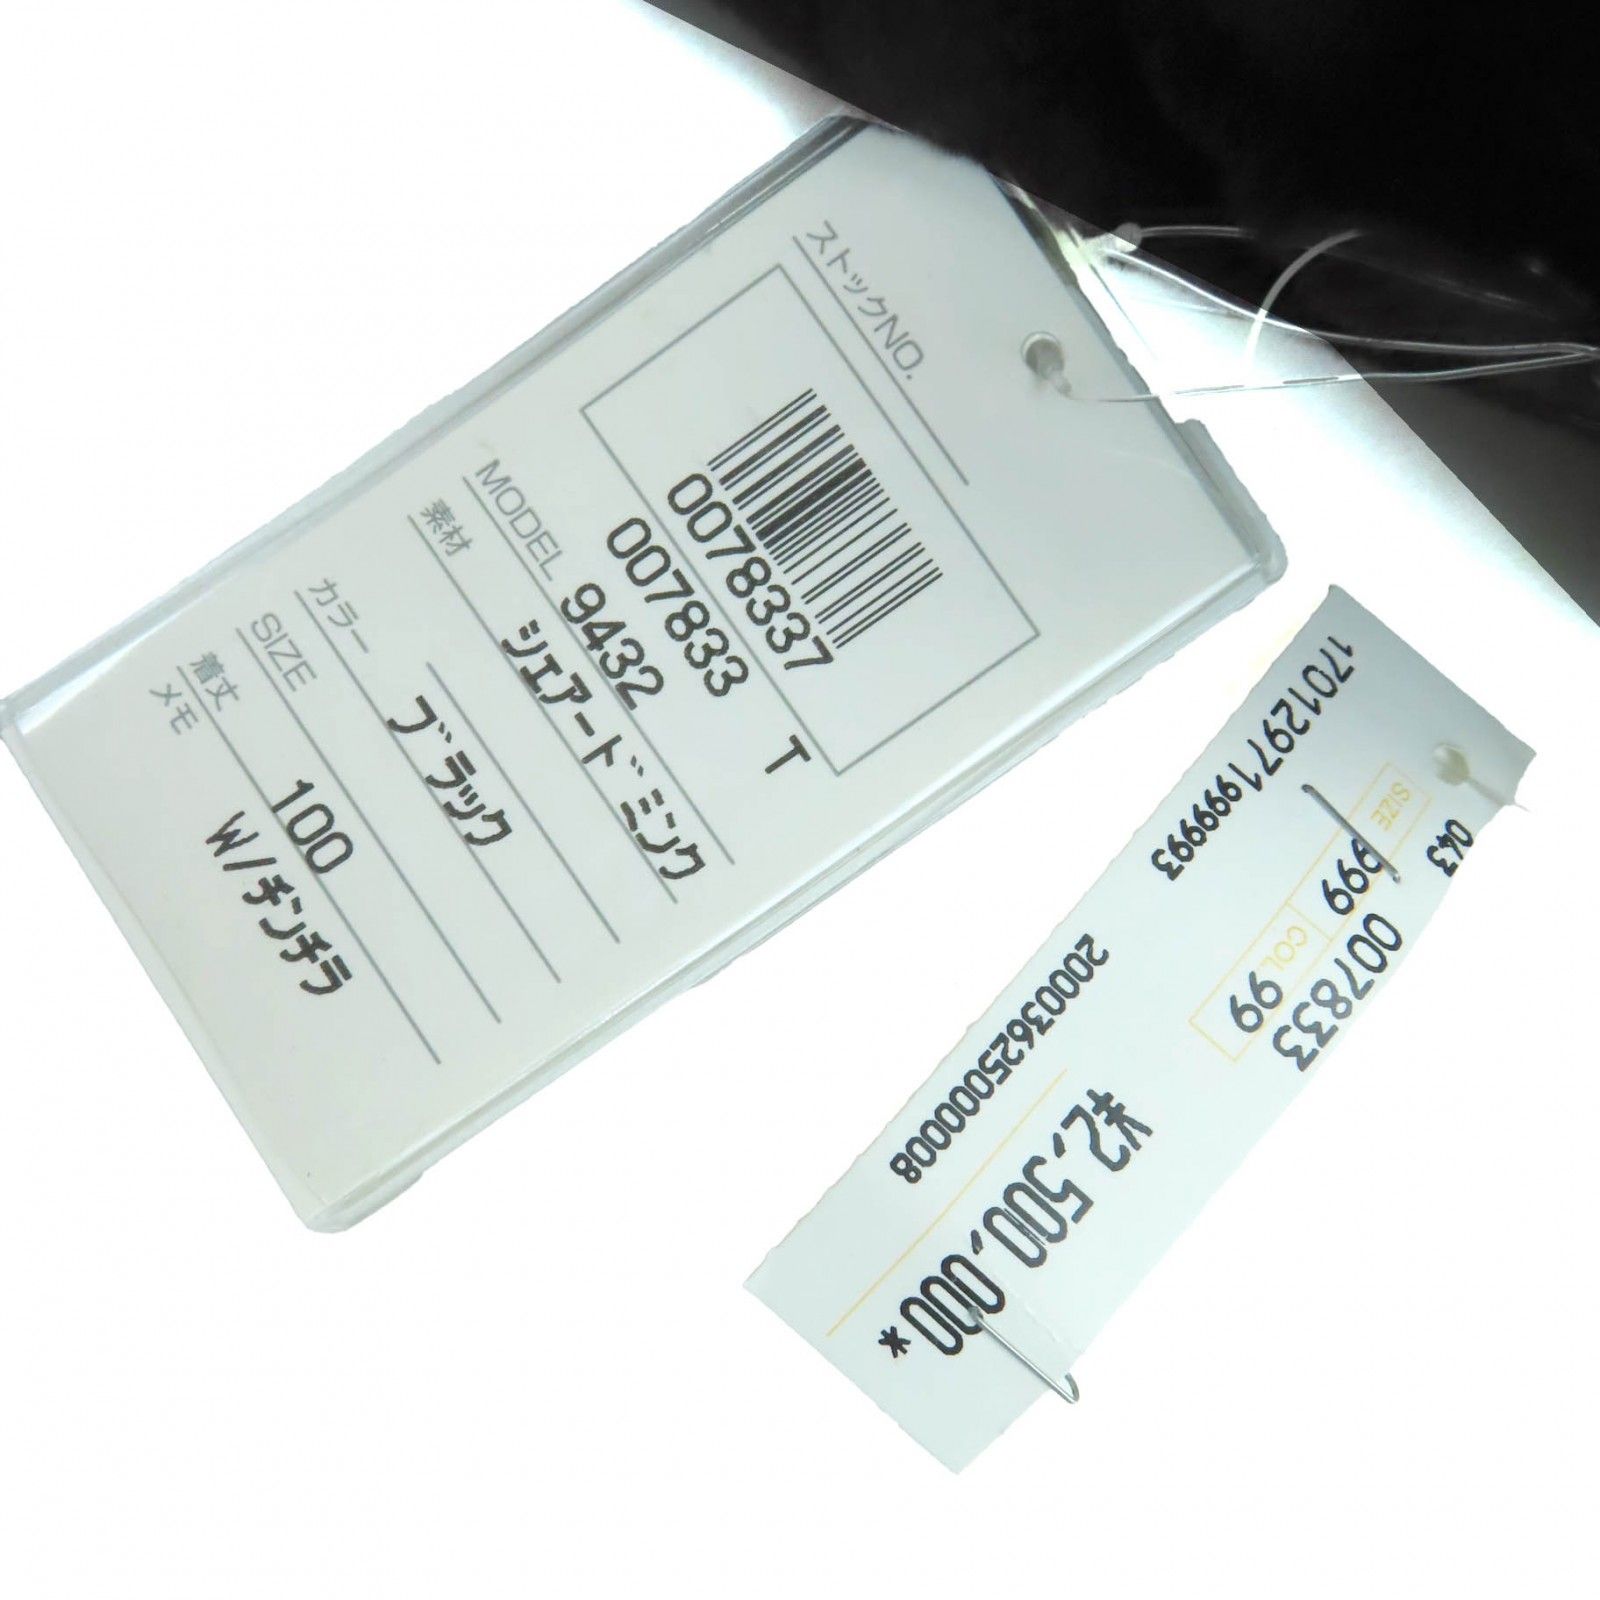 ストックNO.
0078337
007833 T
MODEL 9432
素材 シエアードミンク
カラー ブラック
SIZE
着丈 100
メモ W/チンチラ
043
007833
SIZE 999 COL 99
1701297199993
2000362500008
¥2,500,000*